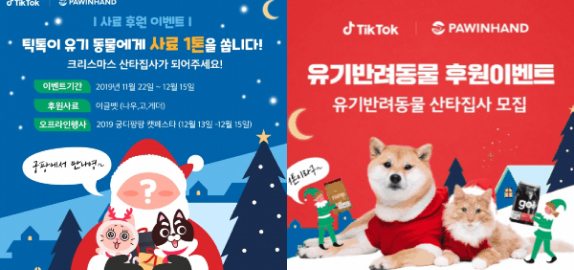 TikTok PAWINHAND
| 사료 후원 이벤트 |
틱톡이 유기 동물에게 사료 1톤을 쏩니다!
크리스마스 산타집사가 되어주세요!
이벤트기간 2019년 11월 22일 ~ 12월 15일
후원사료 이글벳 (나우,고,게더)
오프라인행사 2019 궁디팡팡 캣페스타 (12월 13일 -12월 15일)
궁팡에서 만나영~
TikTok PAWINHAND
유기반려동물 후원이벤트
유기반려동물 산타집사 모집
go!